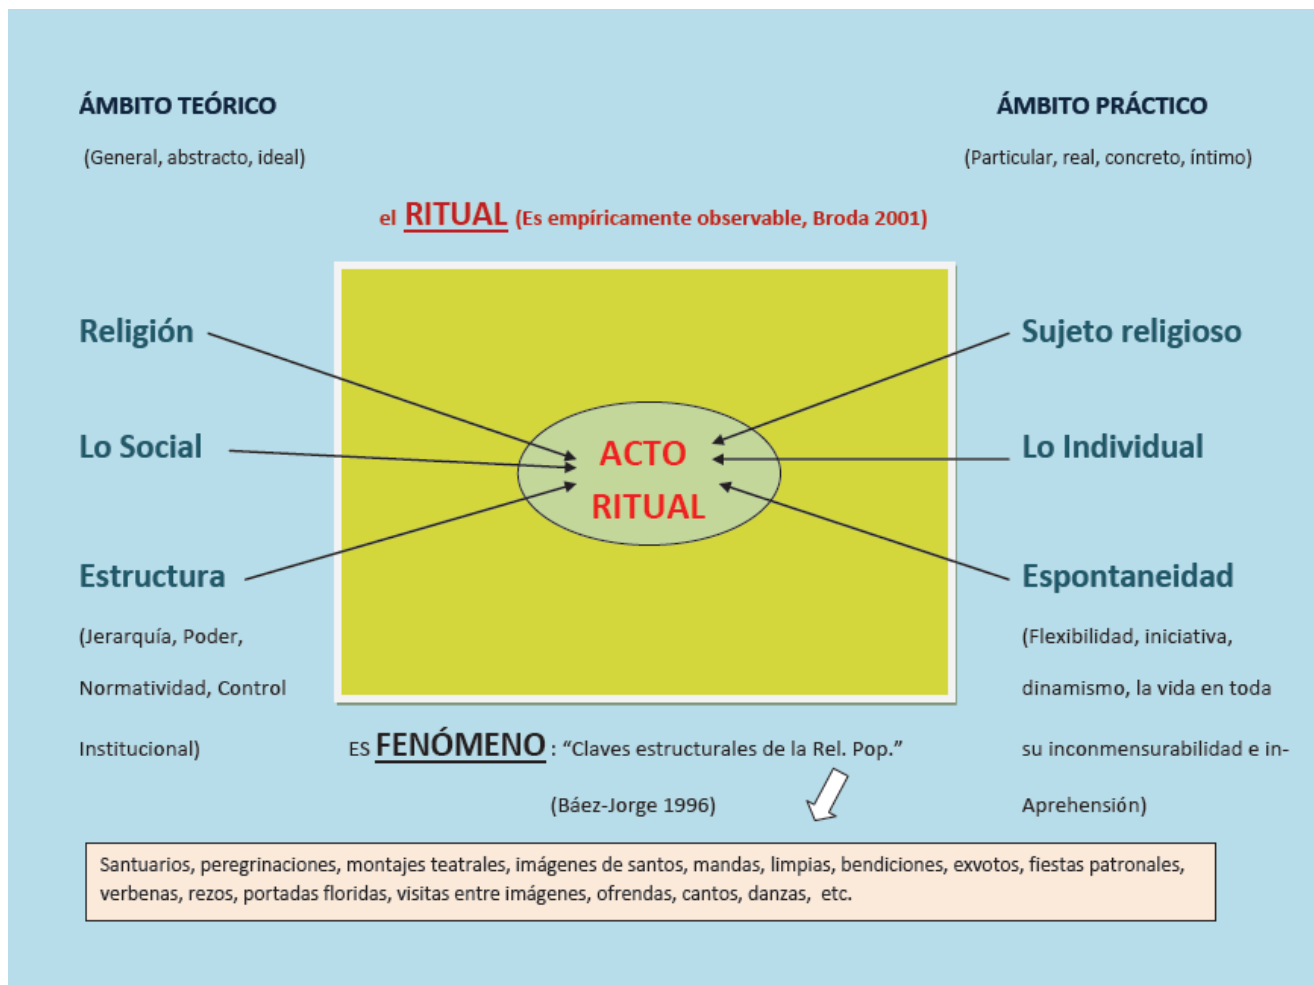 ÁMBITO TEÓRICO
ÁMBITO PRÁCTICO
(General, abstracto, ideal)
(Particular, real, concreto, íntimo)
el RITUAL (Es empíricamente observable, Broda 2001)
Religión
Sujeto religioso
Lo Social
Lo Individual
ACTO
RITUAL
Estructura
Espontaneidad
(Jerarquía, Poder,
Normatividad, Control
Institucional)
(Flexibilidad, iniciativa,
dinamismo, la vida en toda
su inconmensurabilidad e in-
Aprehensión)
ES FENÓMENO : “Claves estructurales de la Rel. Pop.”
(Báez-Jorge 1996)
Santuarios, peregrinaciones, montajes teatrales, imágenes de santos, mandas, limpias, bendiciones, exvotos, fiestas patronales,
verbenas, rezos, portadas floridas, visitas entre imágenes, ofrendas, cantos, danzas, etc.